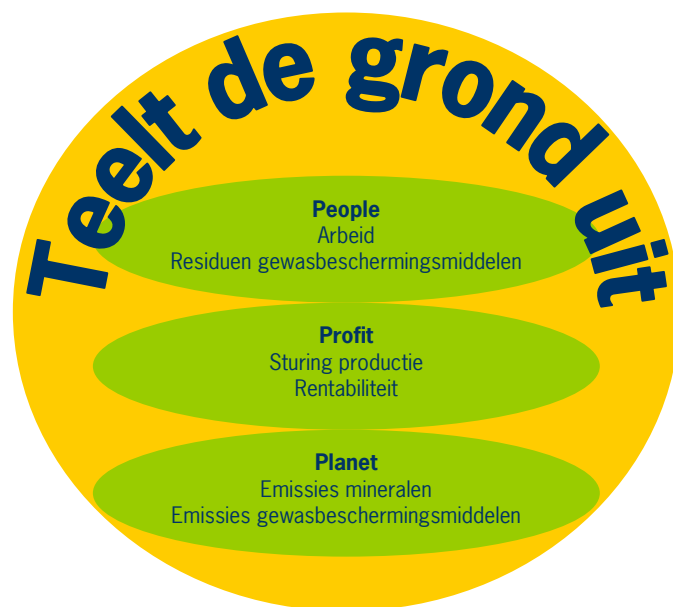 Teelt de grond uit
People
Arbeid
Residuen gewasbeschermingsmiddelen
Profit
Sturing productie
Rentabiliteit
Planet
Emissies mineralen
Emissies gewasbeschermingsmiddelen